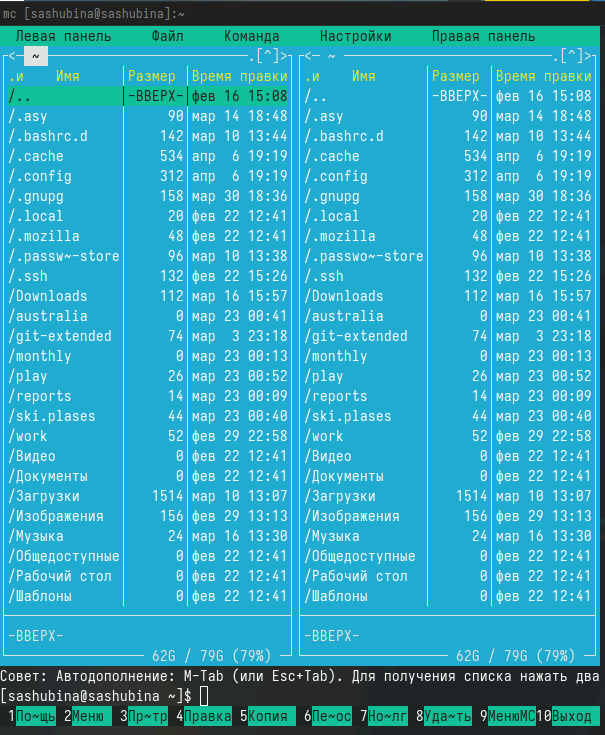 mc [sashubina@sashubina]:~
Левая панель Файл Команда Настройки Правая панель
<─ ~ ─.[^]>┐┌<─ ~ ─.[^]>
.и Имя Размер Время правки .и Имя Размер Время правки
/.. -ВВЕРХ- фев 16 15:08 /.. -ВВЕРХ- фев 16 15:08
/.asy 90 мар 14 18:48 /.asy 90 мар 14 18:48
/.bashrc.d 142 мар 10 13:44 /.bashrc.d 142 мар 10 13:44
/.cache 534 апр 6 19:19 /.cache 534 апр 6 19:19
/.config 312 апр 6 19:19 /.config 312 апр 6 19:19
/.gnupg 158 мар 30 18:36 /.gnupg 158 мар 30 18:36
/.local 20 фев 22 12:41 /.local 20 фев 22 12:41
/.mozilla 48 фев 22 12:41 /.mozilla 48 фев 22 12:41
/.passw~-store 96 мар 10 13:38 /.passwo~-store 96 мар 10 13:38
/.ssh 132 фев 22 15:26 /.ssh 132 фев 22 15:26
/Downloads 112 мар 16 15:57 /Downloads 112 мар 16 15:57
/australia 0 мар 23 00:41 /australia 0 мар 23 00:41
/git-extended 74 мар 3 23:18 /git-extended 74 мар 3 23:18
/monthly 0 мар 23 00:13 /monthly 0 мар 23 00:13
/play 26 мар 23 00:52 /play 26 мар 23 00:52
/reports 14 мар 23 00:09 /reports 14 мар 23 00:09
/ski.plases 44 мар 23 00:40 /ski.plases 44 мар 23 00:40
/work 52 фев 29 22:58 /work 52 фев 29 22:58
/Видео 0 фев 22 12:41 /Видео 0 фев 22 12:41
/Документы 0 фев 22 12:41 /Документы 0 фев 22 12:41
/Загрузки 1514 мар 10 13:07 /Загрузки 1514 мар 10 13:07
/Изображения 156 фев 29 13:13 /Изображения 156 фев 29 13:13
/Музыка 24 мар 16 13:30 /Музыка 24 мар 16 13:30
/Общедоступные 0 фев 22 12:41 /Общедоступные 0 фев 22 12:41
/Рабочий стол 0 фев 22 12:41 /Рабочий стол 0 фев 22 12:41
/Шаблоны 0 фев 22 12:41 /Шаблоны 0 фев 22 12:41
-ВВЕРХ- -ВВЕРХ-
62G / 79G (79%) 62G / 79G (79%)
Совет: Автодополнение: M-Tab (или Esc+Tab). Для получения списка нажать два
[sashubina@sashubina ~]$
1По~щь 2Меню 3Пр~тр 4Правка 5Копия 6Пе~ос 7Но~лг 8Уда~ть 9МенюМС10Выход